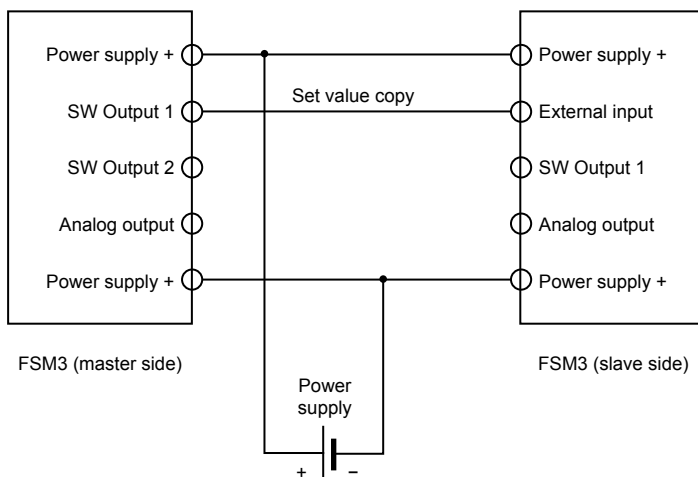 Power supply +
SW Output 1
SW Output 2
Analog output
Power supply +
FSM3 (master side)
Set value copy
Power
supply
+ −
Power supply +
External input
SW Output 1
Analog output
Power supply +
FSM3 (slave side)